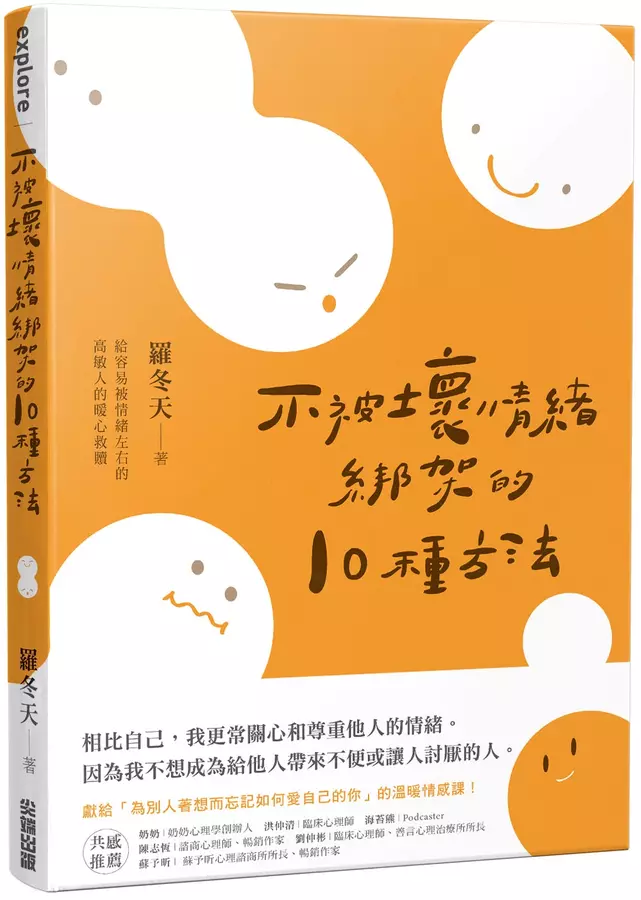 explore
不被壞情緒綁架的10種方法
羅冬天 著
尖端出版
羅冬天 著
給容易被情緒左右的
高敏人的暖心救贖
不被壞情緒
綁架的
10種方法
相比自己，我更常關心和尊重他人的情緒。
因為我不想成為給他人帶來不便或讓人討厭的人。
獻給「為別人著想而忘記如何愛自己的你」的溫暖情感課！
共感
推薦
奶奶｜奶奶心理學創辦人 洪仲清｜臨床心理師 海苔熊｜Podcaster
陳志恆｜諮商心理師、暢銷作家 劉仲彬｜臨床心理師、善言心理治療所所長
蘇予昕｜蘇予昕心理諮商所所長、暢銷作家